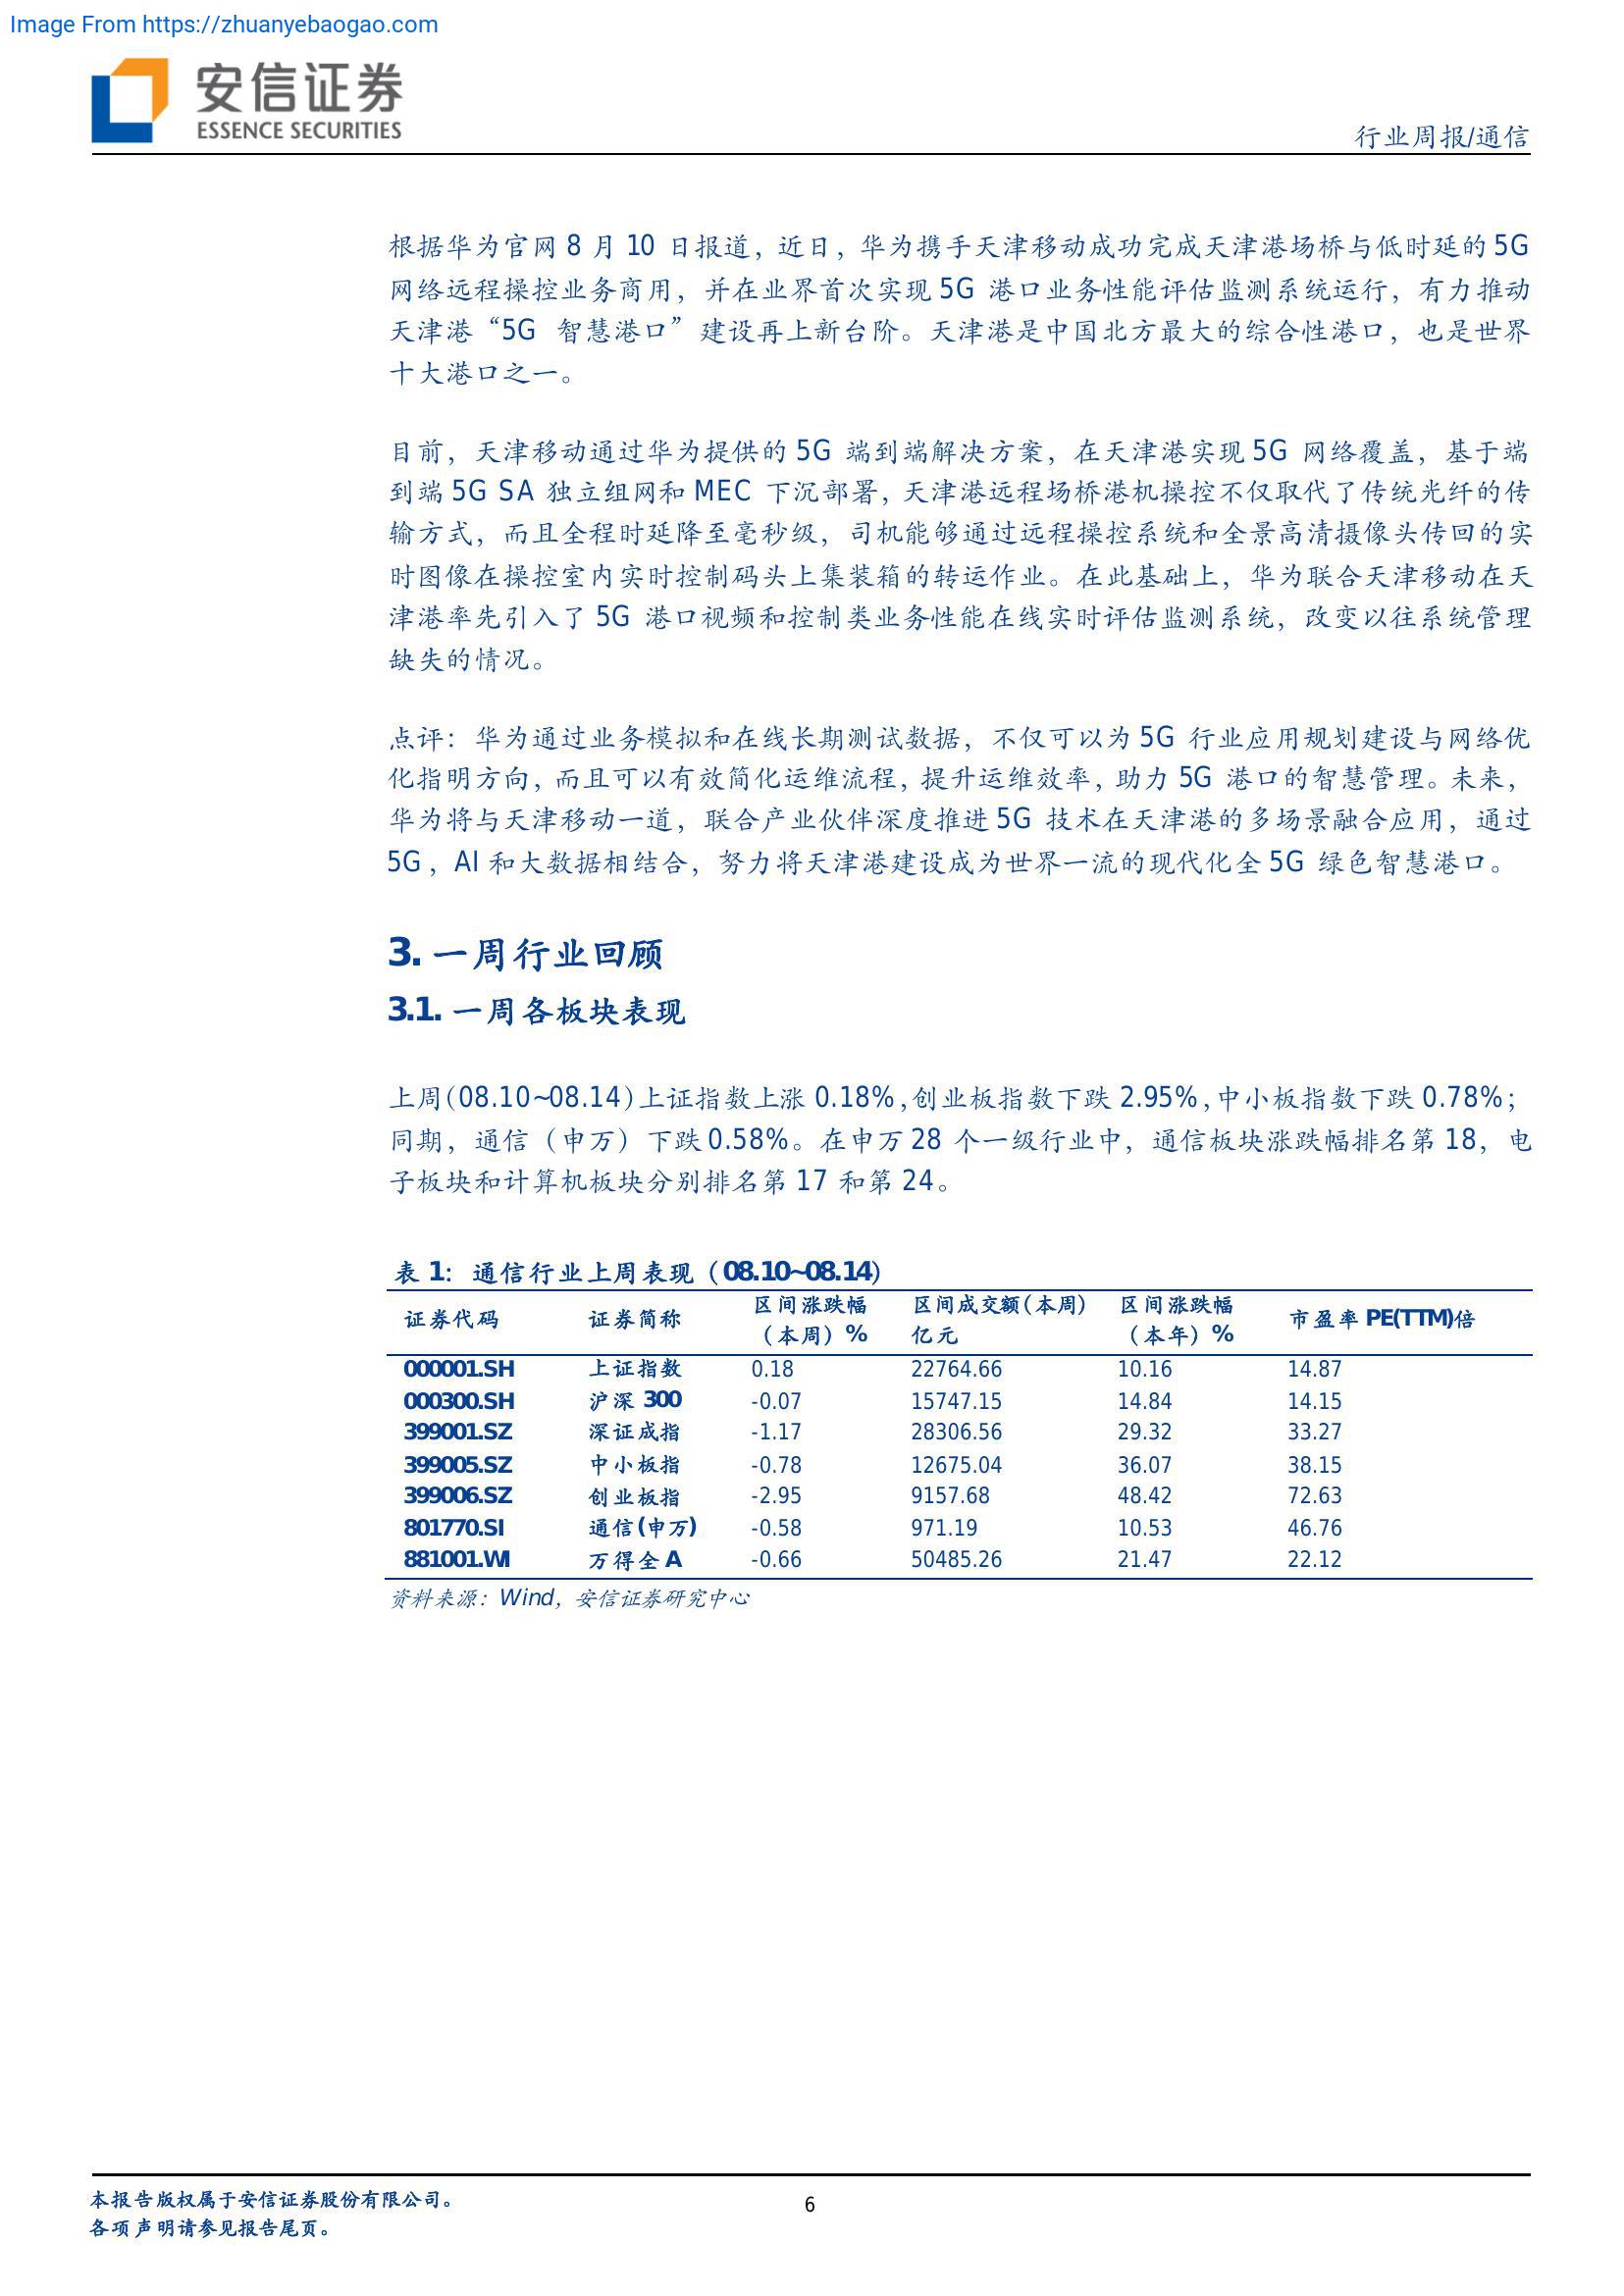 Image From https://zhuanyebaogao.com
安信证券
ESSENCE SECURITIES
行业周报/通信
根据华为官网 8 月 10 日报道，近日，华为携手天津移动成功完成天津港场桥与低时延的 5G
网络远程操控业务商用，并在业界首次实现 5G 港口业务性能评估监测系统运行，有力推动
天津港“5G 智慧港口”建设再上新台阶。天津港是中国北方最大的综合性港口，也是世界
十大港口之一。
目前，天津移动通过华为提供的 5G 端到端解决方案，在天津港实现 5G 网络覆盖，基于端
到端 5G SA 独立组网和 MEC 下沉部署，天津港远程场桥港机操控不仅取代了传统光纤的传
输方式，而且全程时延降至毫秒级，司机能够通过远程操控系统和全景高清摄像头传回的实
时图像在操控室内实时控制码头上集装箱的转运作业。在此基础上，华为联合天津移动在天
津港率先引入了 5G 港口视频和控制类业务性能在线实时评估监测系统，改变以往系统管理
缺失的情况。
点评：华为通过业务模拟和在线长期测试数据，不仅可以为 5G 行业应用规划建设与网络优
化指明方向，而且可以有效简化运维流程，提升运维效率，助力 5G 港口的智慧管理。未来，
华为将与天津移动一道，联合产业伙伴深度推进 5G 技术在天津港的多场景融合应用，通过
5G，AI 和大数据相结合，努力将天津港建设成为世界一流的现代化全 5G 绿色智慧港口。
3. 一周行业回顾
3.1. 一周各板块表现
上周(08.10~08.14)上证指数上涨 0.18%，创业板指数下跌 2.95%，中小板指数下跌 0.78%；
同期，通信（申万）下跌 0.58%。在申万 28 个一级行业中，通信板块涨跌幅排名第 18，电
子板块和计算机板块分别排名第 17 和第 24。
表 1：通信行业上周表现（08.10~08.14）
证券代码 证券简称 区间涨跌幅（本周）% 区间成交额(本周)亿元 区间涨跌幅（本年）% 市盈率 PE(TTM)倍
000001.SH 上证指数 0.18 22764.66 10.16 14.87
000300.SH 沪深 300 -0.07 15747.15 14.84 14.15
399001.SZ 深证成指 -1.17 28306.56 29.32 33.27
399005.SZ 中小板指 -0.78 12675.04 36.07 38.15
399006.SZ 创业板指 -2.95 9157.68 48.42 72.63
801770.SI 通信(申万) -0.58 971.19 10.53 46.76
881001.WI 万得全 A -0.66 50485.26 21.47 22.12
资料来源：Wind，安信证券研究中心
本报告版权属于安信证券股份有限公司。
各项声明请参见报告尾页。
6